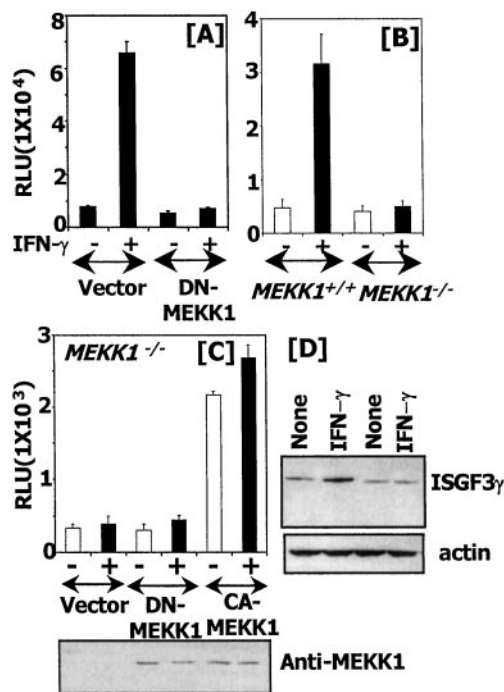 [A]
8
6
4
2
0
RLU(1X10⁴)
IFN-γ - + - +
Vector DN-
MEKK1
[B]
4
3
2
1
0
- + - +
MEKK1+/+ MEKK1-/-
MEKK1 -/- [C]
3
2
1
0
RLU(1X10³)
- + - + - +
Vector DN- CA-
MEKK1 MEKK1
Anti-MEKK1
[D]
None IFN-γ None IFN-γ
ISGF3γ
actin